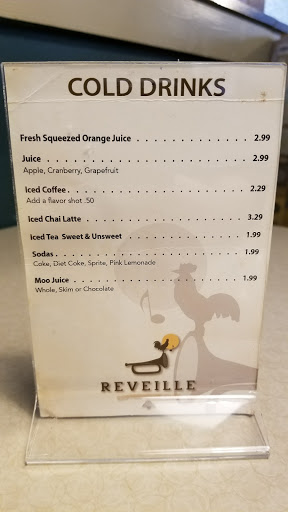 COLD DRINKS
Fresh Squeezed Orange Juice . . . . . . . . . . . . . . 2.99
Juice . . . . . . . . . . . . . . . . . . . . . . . . . . . . 2.99
Apple, Cranberry, Grapefruit
Iced Coffee . . . . . . . . . . . . . . . . . . . . . . . . 2.29
Add a flavor shot .50
Iced Chai Latte . . . . . . . . . . . . . . . . . . . . . . 3.29
Iced Tea Sweet & Unsweet . . . . . . . . . . . . . . . 1.99
Sodas . . . . . . . . . . . . . . . . . . . . . . . . . . . 1.99
Coke, Diet Coke, Sprite, Pink Lemonade
Moo Juice . . . . . . . . . . . . . . . . . . . . . . . . . 1.99
Whole, Skim or Chocolate
REVEILLE